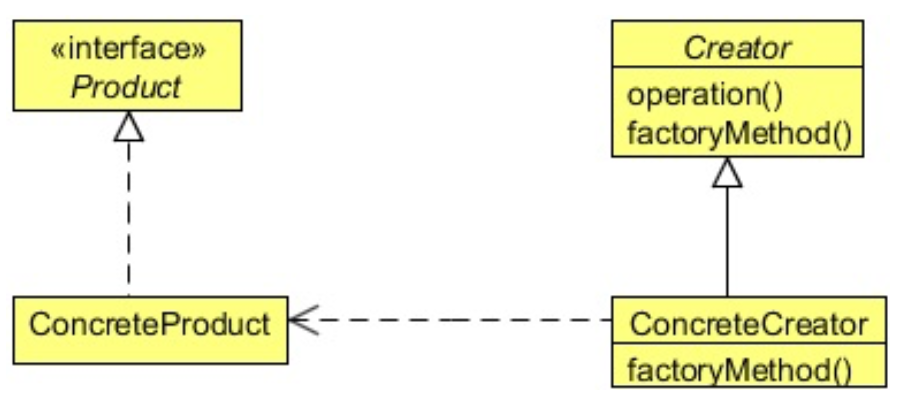 «interface»
Product
Creator
operation()
factoryMethod()
ConcreteProduct
ConcreteCreator
factoryMethod()